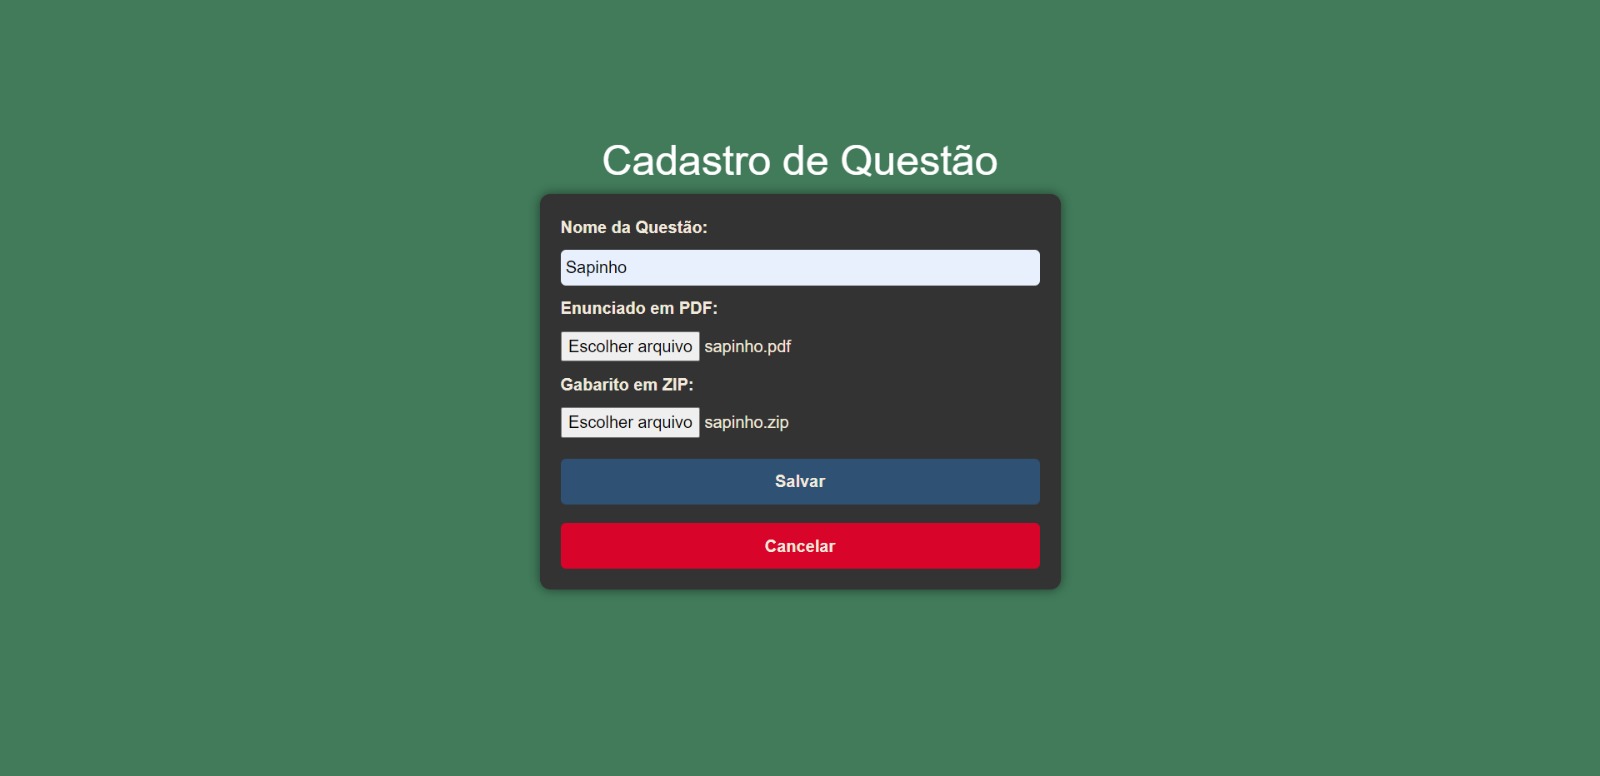 Cadastro de Questão
Nome da Questão:
Sapinho
Enunciado em PDF:
Escolher arquivo sapinho.pdf
Gabarito em ZIP:
Escolher arquivo sapinho.zip
Salvar
Cancelar